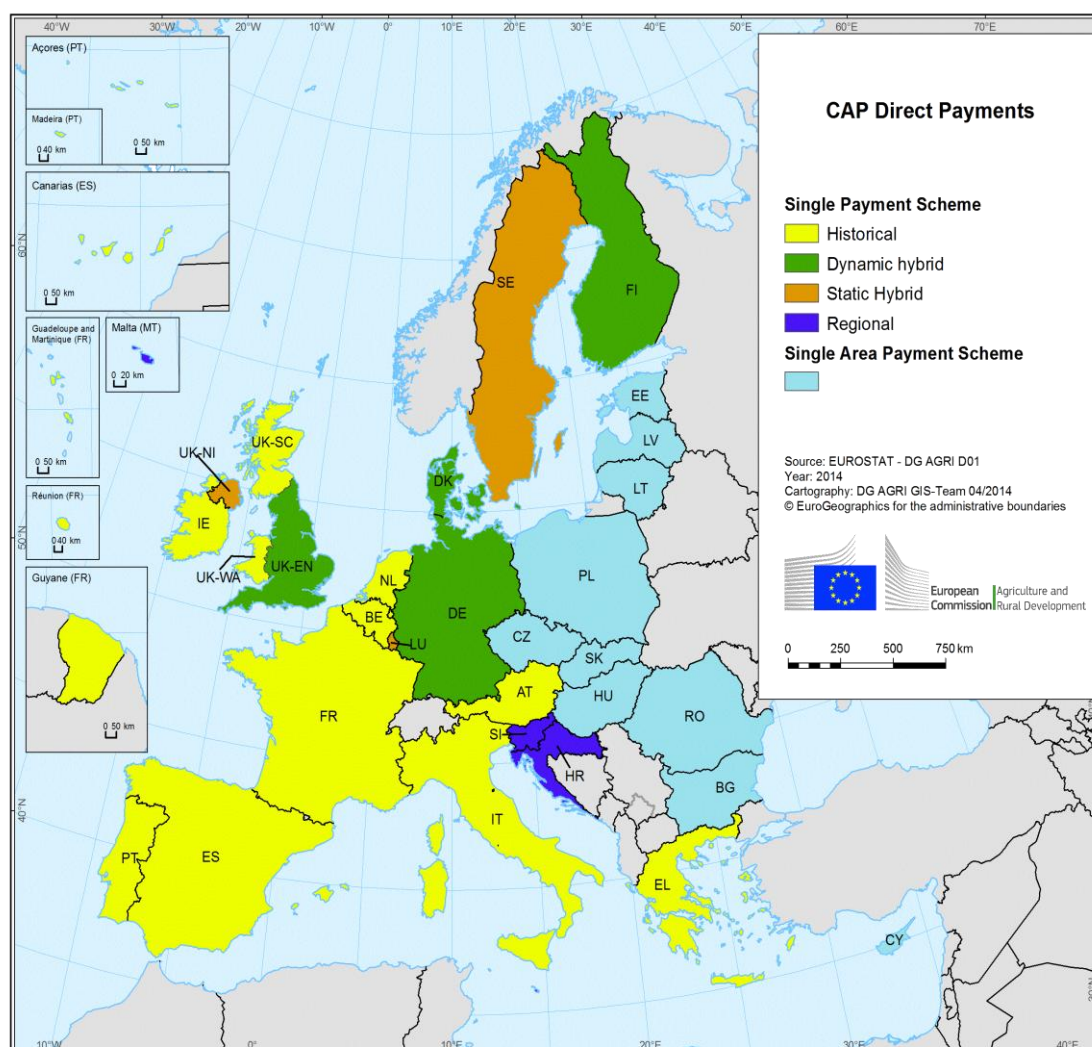 40°W
30°W
20°W
10°W
0°
10°E
20°E
30°E
40°E
50°E
60°E
70°E
Açores (PT)
Madeira (PT)
0 40 km
0 50 km
Canarias (ES)
0 50 km
Guadeloupe and
Martinique (FR)
0 50 km
Malta (MT)
0 20 km
Réunion (FR)
0 40 km
Guyane (FR)
0 50 km
60°N
50°N
40°N
CAP Direct Payments
Single Payment Scheme
Historical
Dynamic hybrid
Static Hybrid
Regional
Single Area Payment Scheme
Source: EUROSTAT - DG AGRI D01
Year: 2014
Cartography: DG AGRI GIS-Team 04/2014
© EuroGeographics for the administrative boundaries
European
Commission
Agriculture and
Rural Development
0 250 500 750 km
SE
FI
EE
LV
LT
UK-SC
UK-NI
DK
IE
UK-WA
UK-EN
NL
BE
DE
PL
LU
CZ
SK
FR
AT
HU
RO
SI
HR
BG
IT
PT
ES
EL
CY
10°W
0°
10°E
20°E
30°E
40°E